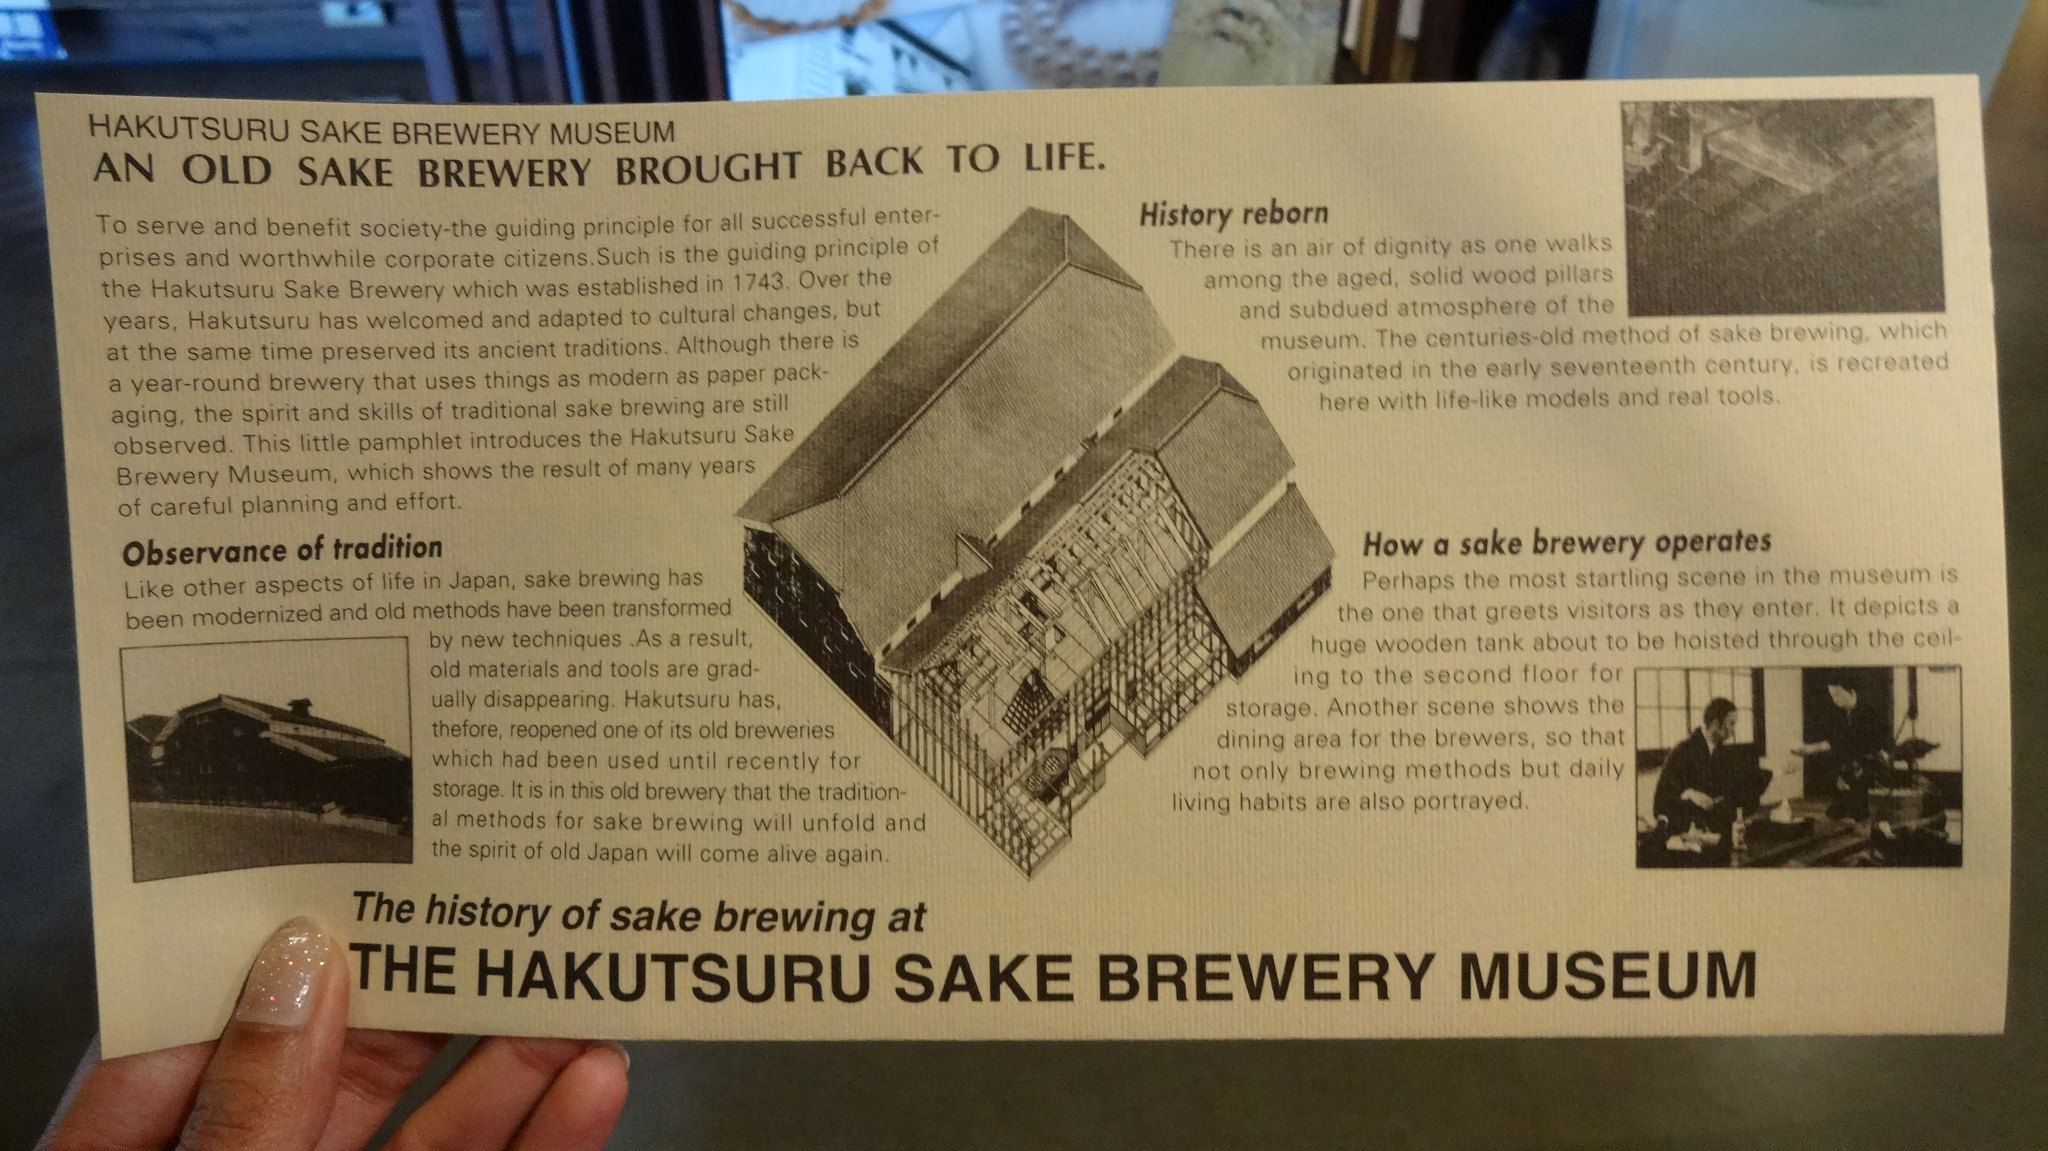 HAKUTSURU SAKE BREWERY MUSEUM
AN OLD SAKE BREWERY BROUGHT BACK TO LIFE.
To serve and benefit society-the guiding principle for all successful enter-
prises and worthwhile corporate citizens.Such is the guiding principle of
the Hakutsuru Sake Brewery which was established in 1743. Over the
years, Hakutsuru has welcomed and adapted to cultural changes, but
at the same time preserved its ancient traditions. Although there is
a year-round brewery that uses things as modern as paper pack-
aging, the spirit and skills of traditional sake brewing are still
observed. This little pamphlet introduces the Hakutsuru Sake
Brewery Museum, which shows the result of many years
of careful planning and effort.
Observance of tradition
Like other aspects of life in Japan, sake brewing has
been modernized and old methods have been transformed
by new techniques .As a result,
old materials and tools are grad-
ually disappearing. Hakutsuru has,
thefore, reopened one of its old breweries
which had been used until recently for
storage. It is in this old brewery that the tradition-
al methods for sake brewing will unfold and
the spirit of old Japan will come alive again.
History reborn
There is an air of dignity as one walks
among the aged, solid wood pillars
and subdued atmosphere of the
museum. The centuries-old method of sake brewing, which
originated in the early seventeenth century, is recreated
here with life-like models and real tools.
How a sake brewery operates
Perhaps the most startling scene in the museum is
the one that greets visitors as they enter. It depicts a
huge wooden tank about to be hoisted through the ceil-
ing to the second floor for
storage. Another scene shows the
dining area for the brewers, so that
not only brewing methods but daily
living habits are also portrayed.
The history of sake brewing at
THE HAKUTSURU SAKE BREWERY MUSEUM